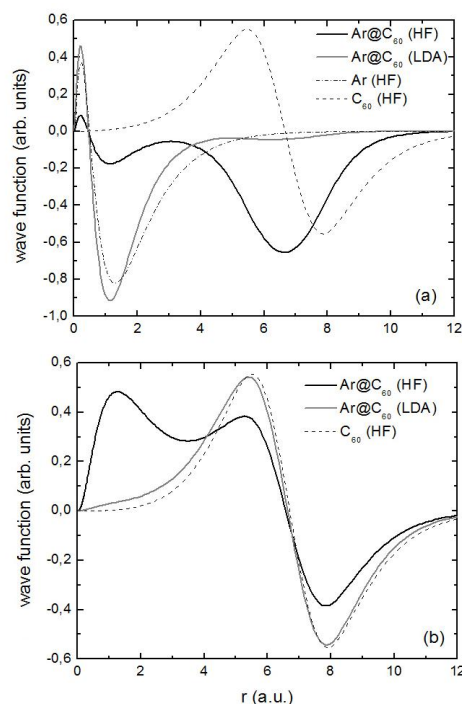 0,6
0,4
0,2
0,0
-0,2
-0,4
-0,6
-0,8
-1,0
wave function (arb. units)
Ar@C60 (HF)
Ar@C60 (LDA)
Ar (HF)
C60 (HF)
(a)
0 2 4 6 8 10 12
0,6
0,4
0,2
0,0
-0,2
-0,4
-0,6
wave function (arb. units)
Ar@C60 (HF)
Ar@C60 (LDA)
C60 (HF)
(b)
0 2 4 6 8 10 12
r (a.u.)